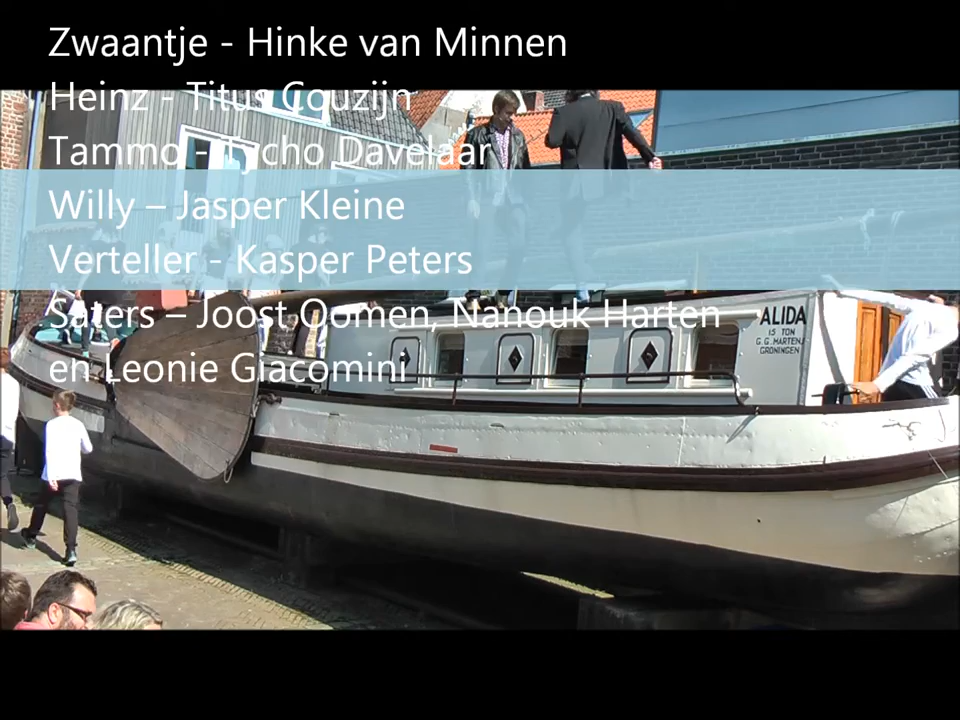 Zwaantje - Hinke van Minnen
Heinz - Titus Couzijn
Tammo - Tycho Davelaar
Willy – Jasper Kleine
Verteller - Kasper Peters
Saters – Joost Oomen, Nanouk Harten
en Leonie Giacomini
ALIDA
IS TON
G.G. MARTENS
GRONINGEN